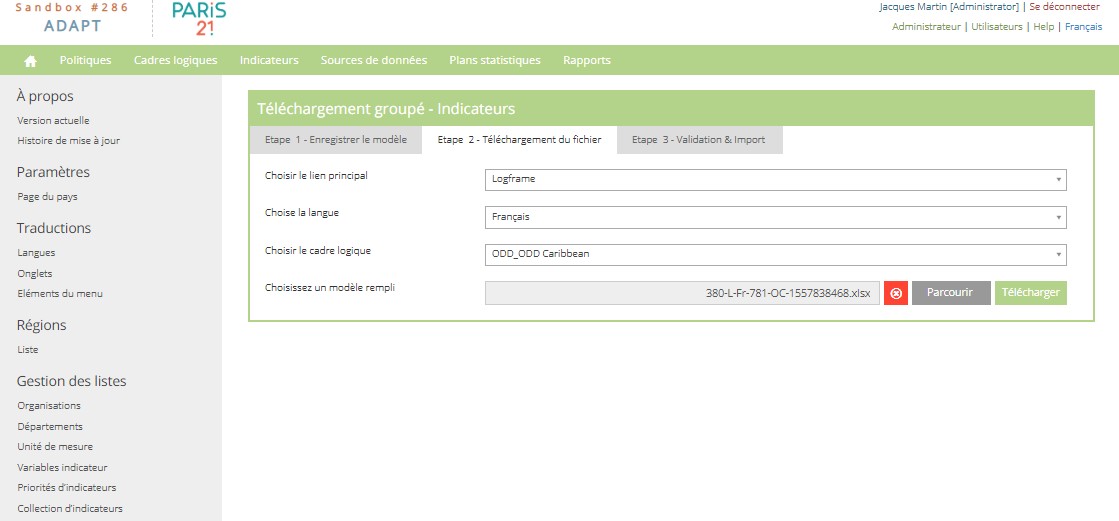 Sandbox #286
ADAPT
PARiS
21!
Jacques Martin [Administrator] | Se déconnecter
Administrateur | Utilisateurs | Help | Français
Politiques Cadres logiques Indicateurs Sources de données Plans statistiques Rapports
À propos
Version actuelle
Histoire de mise à jour
Paramètres
Page du pays
Traductions
Langues
Onglets
Eléments du menu
Régions
Liste
Gestion des listes
Organisations
Départements
Unité de mesure
Variables indicateur
Priorités d'indicateurs
Collection d'indicateurs
Téléchargement groupé - Indicateurs
Etape 1 - Enregistrer le modèle Etape 2 - Téléchargement du fichier Etape 3 - Validation & Import
Choisir le lien principal Logframe
Choise la langue Français
Choisir le cadre logique ODD_ODD Caribbean
Choisissez un modèle rempli 380-L-Fr-781-OC-1557838468.xlsx Parcourir Télécharger